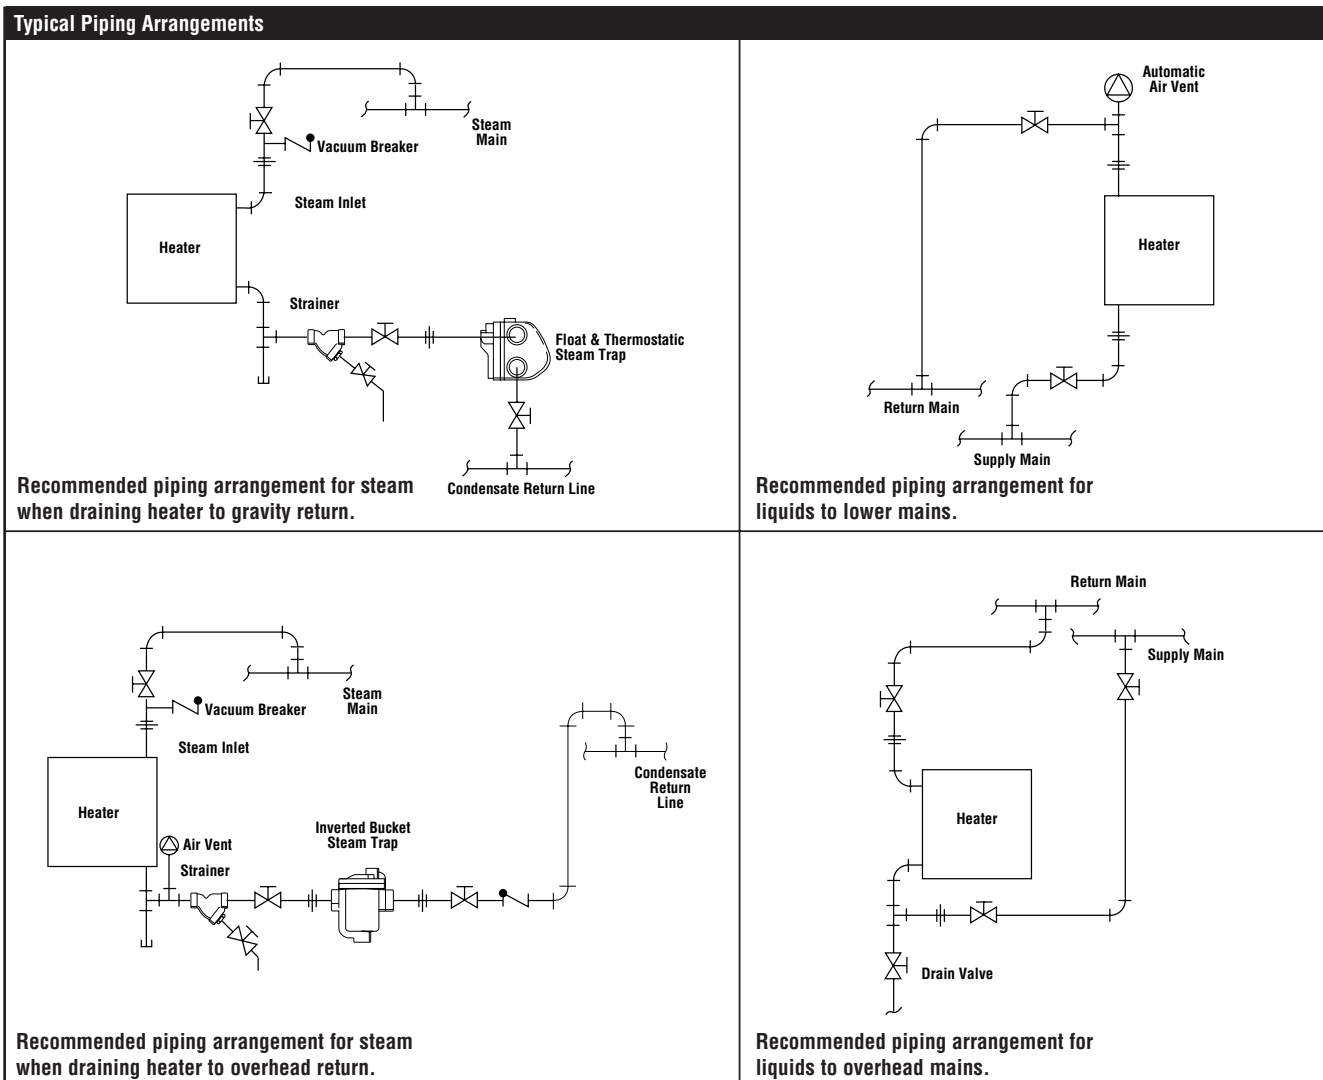 Typical Piping Arrangements
Steam
Main
Vacuum Breaker
Steam Inlet
Heater
Strainer
Float & Thermostatic
Steam Trap
Condensate Return Line
Recommended piping arrangement for steam
when draining heater to gravity return.
Automatic
Air Vent
Heater
Return Main
Supply Main
Recommended piping arrangement for
liquids to lower mains.
Steam
Main
Vacuum Breaker
Steam Inlet
Heater
Air Vent
Strainer
Inverted Bucket
Steam Trap
Condensate
Return
Line
Recommended piping arrangement for steam
when draining heater to overhead return.
Return Main
Supply Main
Heater
Drain Valve
Recommended piping arrangement for
liquids to overhead mains.